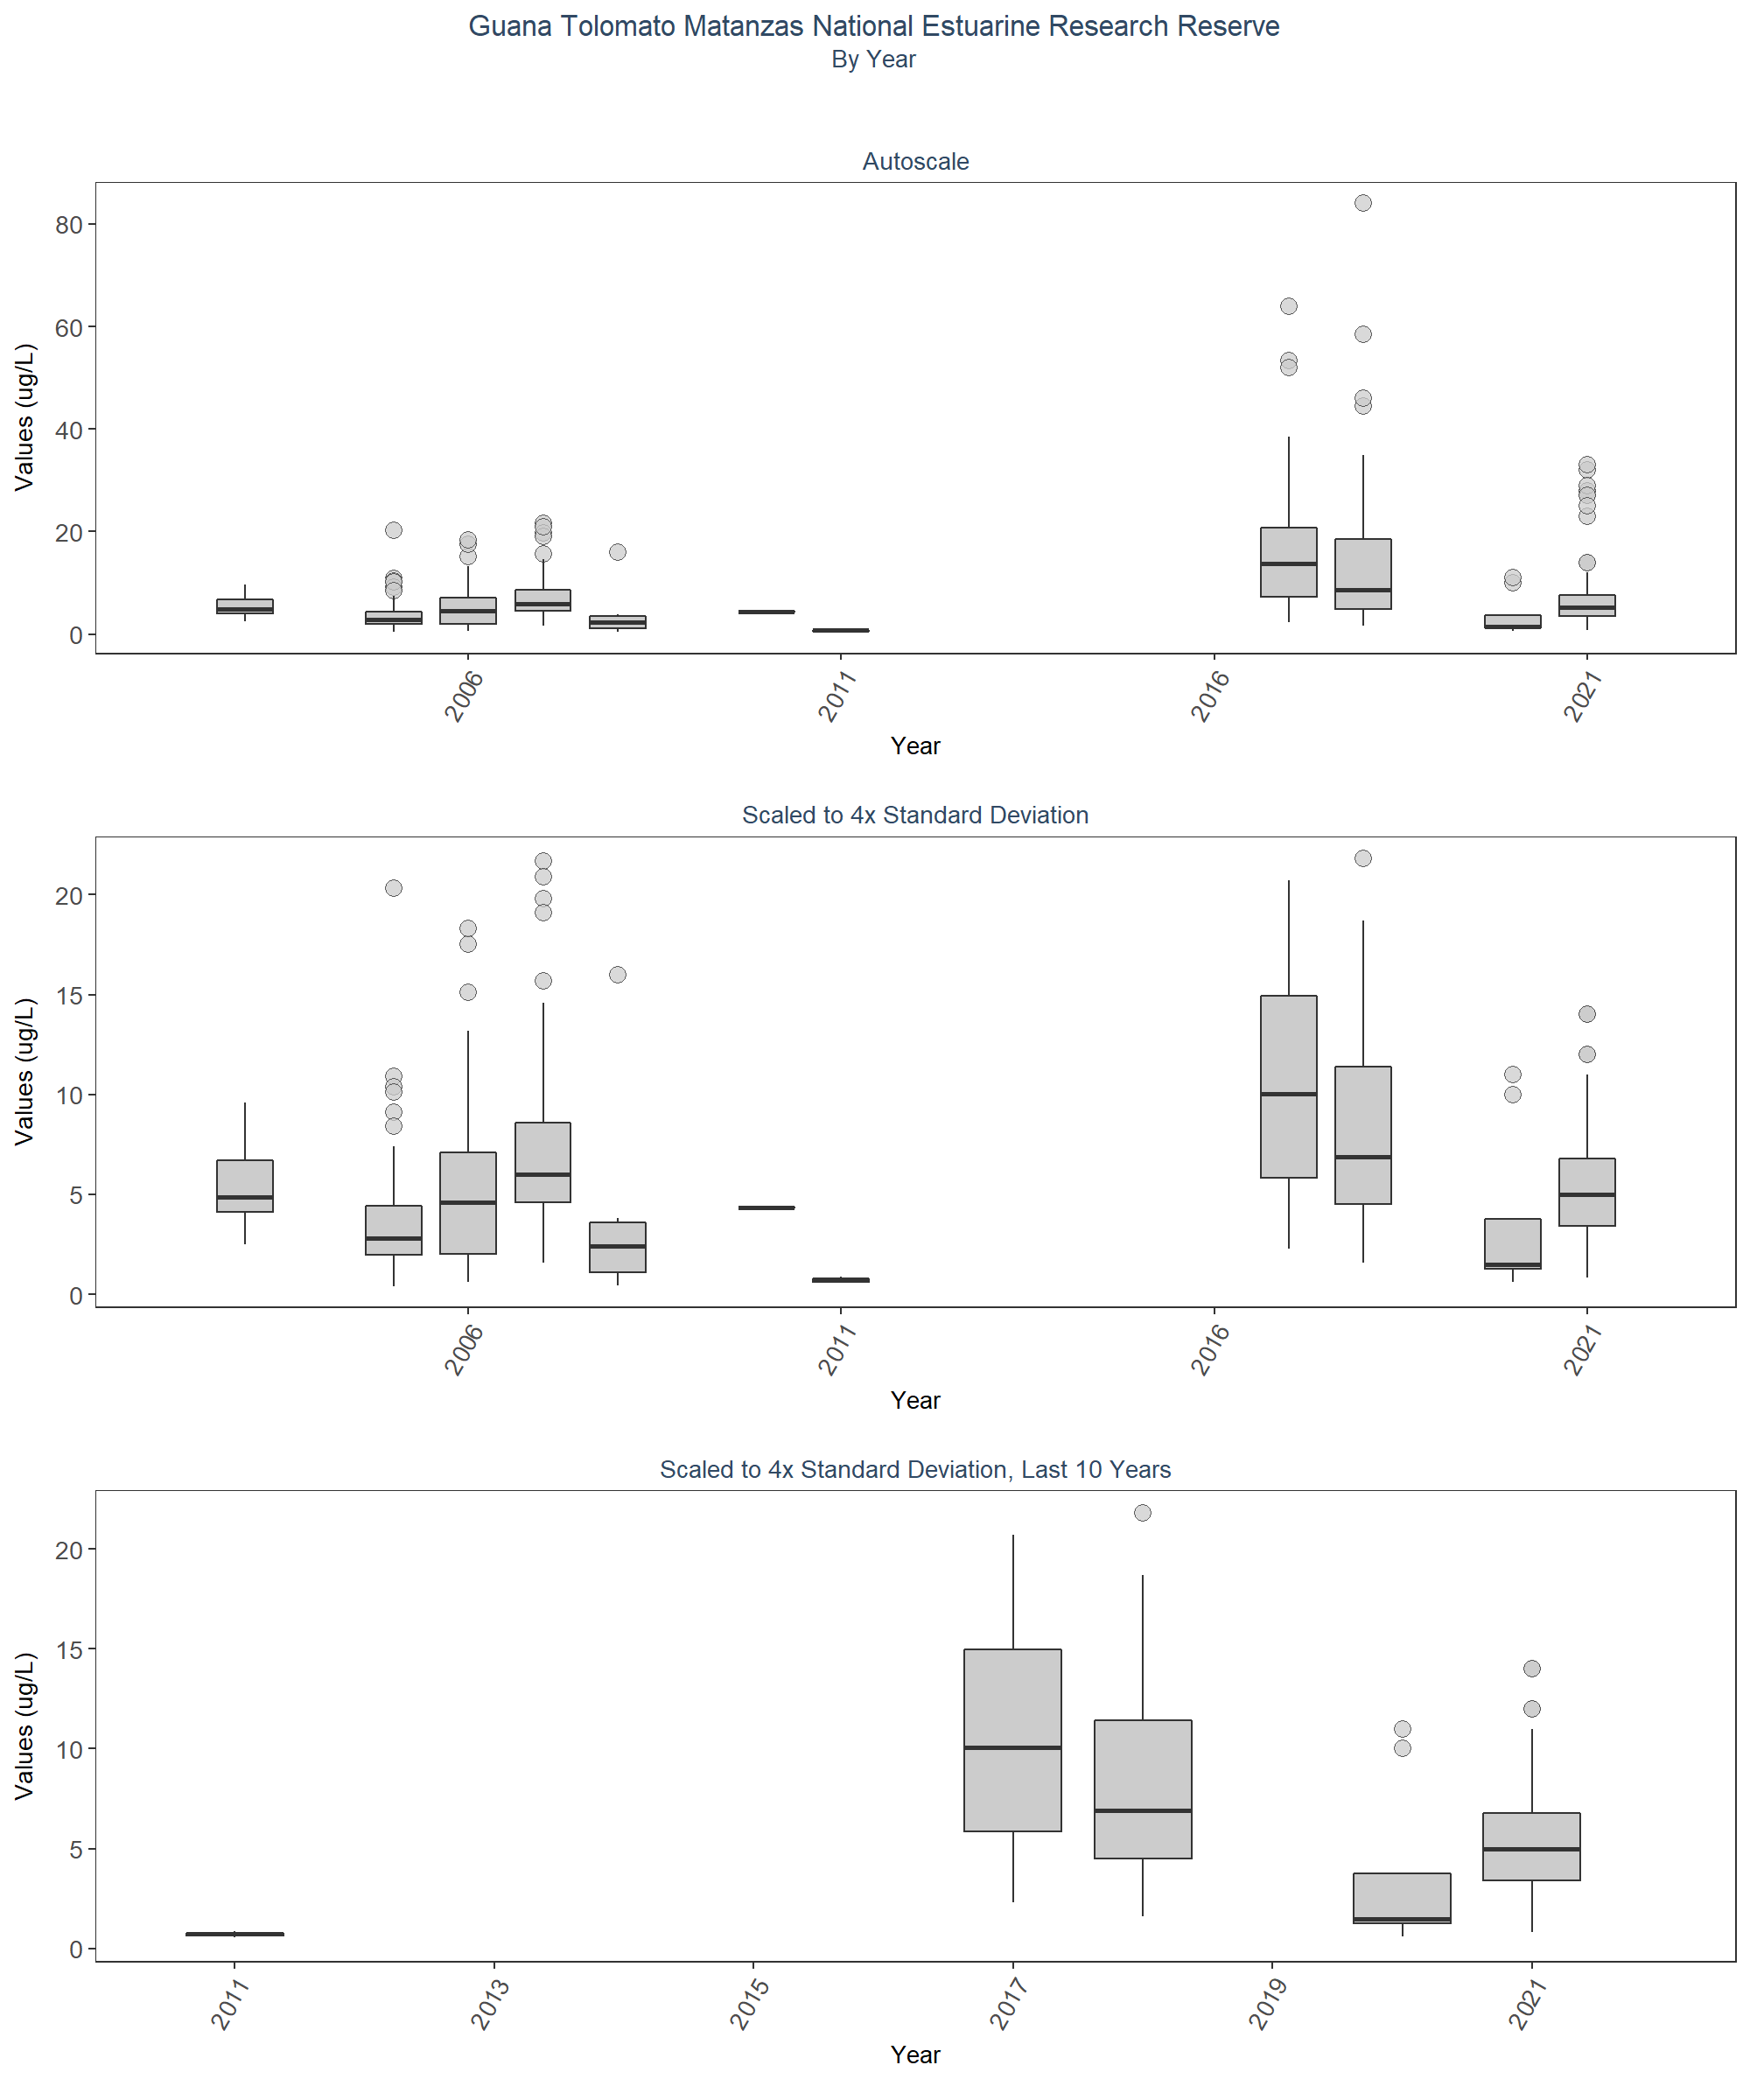 Guana Tolomato Matanzas National Estuarine Research Reserve
By Year
Autoscale
Values (ug/L)
80
60
40
20
0
2006
2011
2016
2021
Year
Scaled to 4x Standard Deviation
Values (ug/L)
20
15
10
5
0
2006
2011
2016
2021
Year
Scaled to 4x Standard Deviation, Last 10 Years
Values (ug/L)
20
15
10
5
0
2011
2013
2015
2017
2019
2021
Year